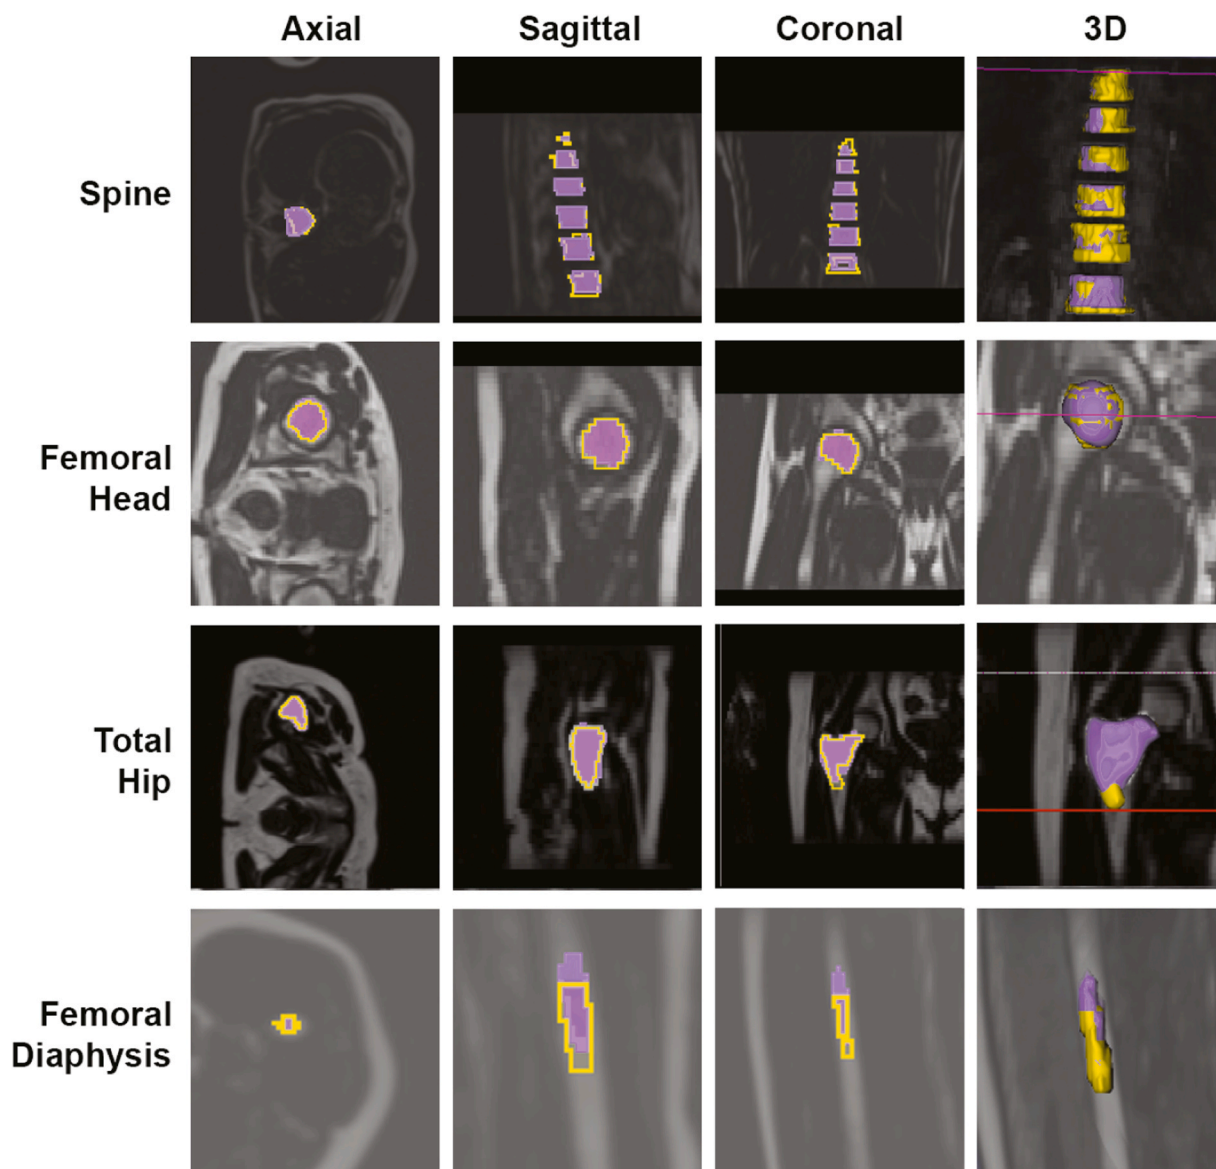 Axial Sagittal Coronal 3D
Spine
Femoral
Head
Total
Hip
Femoral
Diaphysis